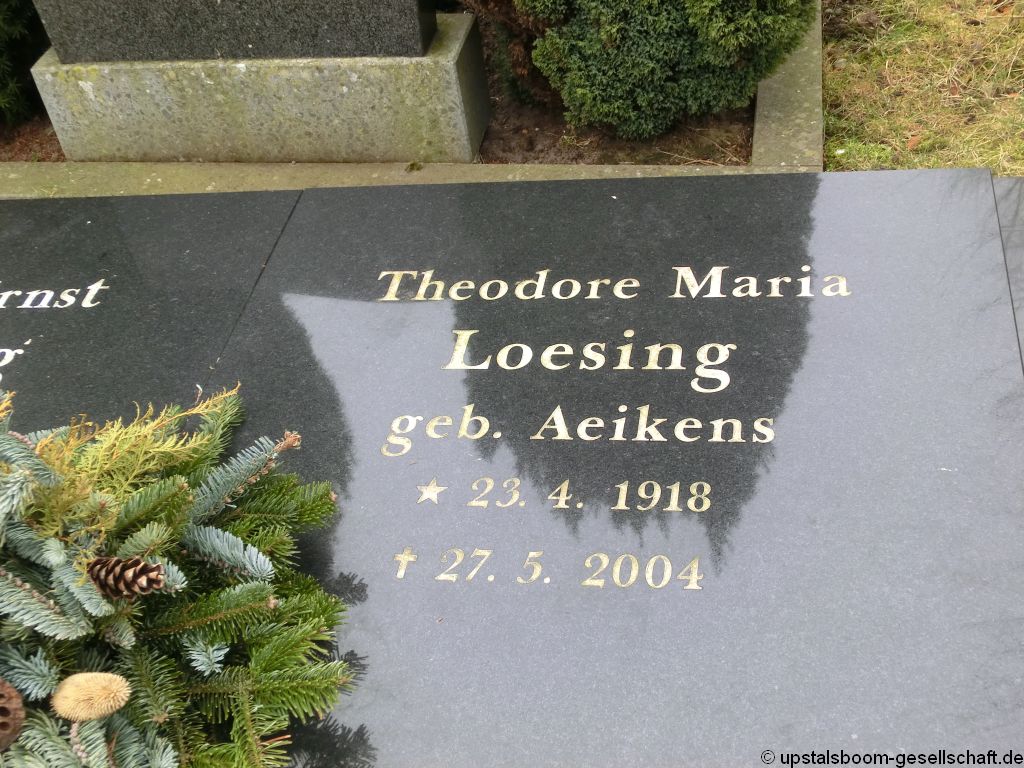 Theodore Maria
Loesing
geb. Aeikens
★ 23. 4. 1918
✝ 27. 5. 2004
© upstalsboom-gesellschaft.de